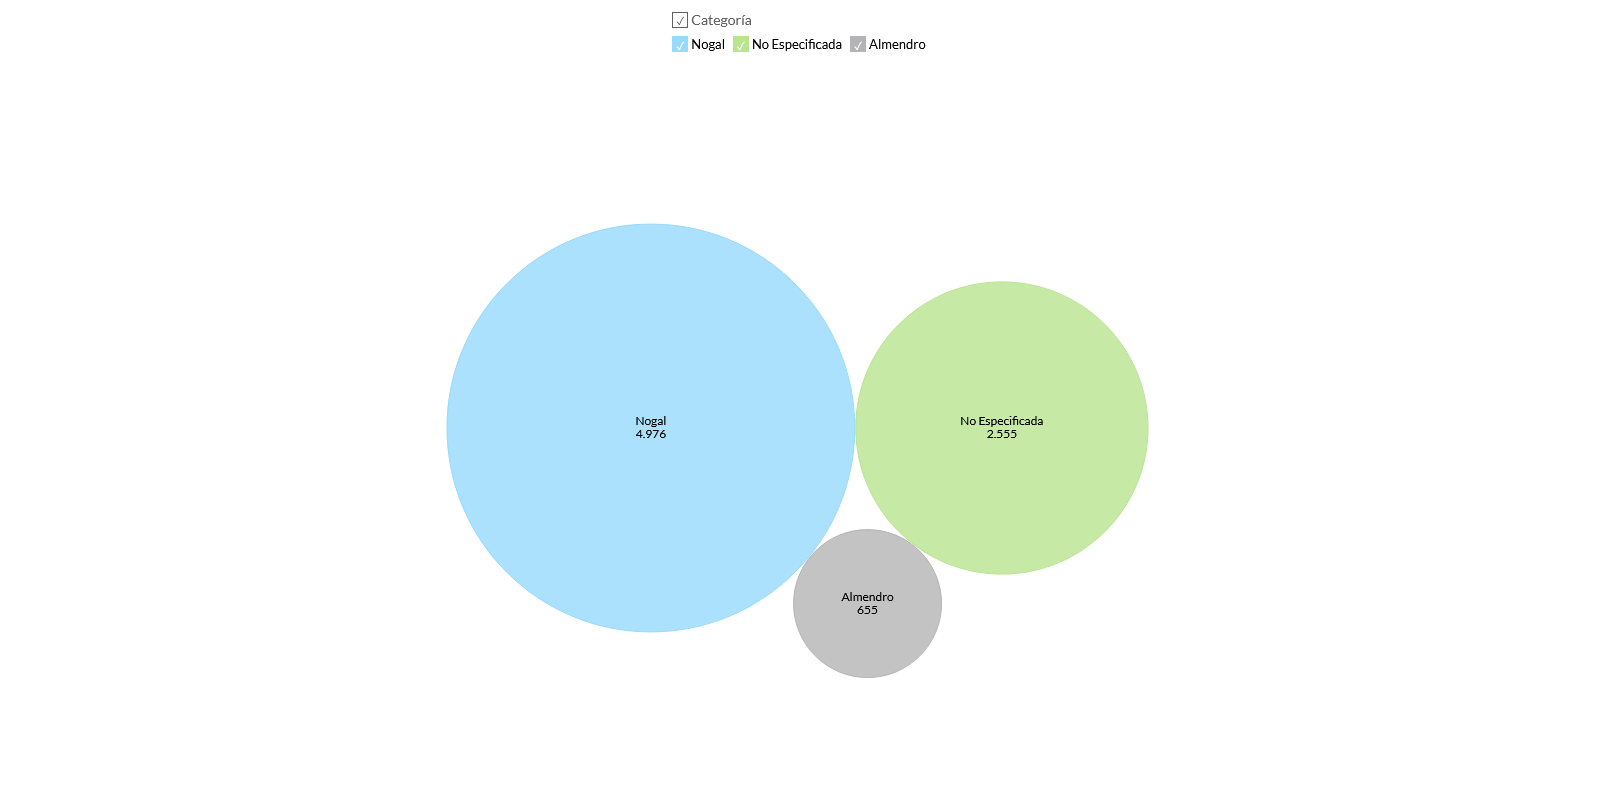 Categoría
Nogal No Especificada Almendro
Nogal
4.976
No Especificada
2.555
Almendro
655